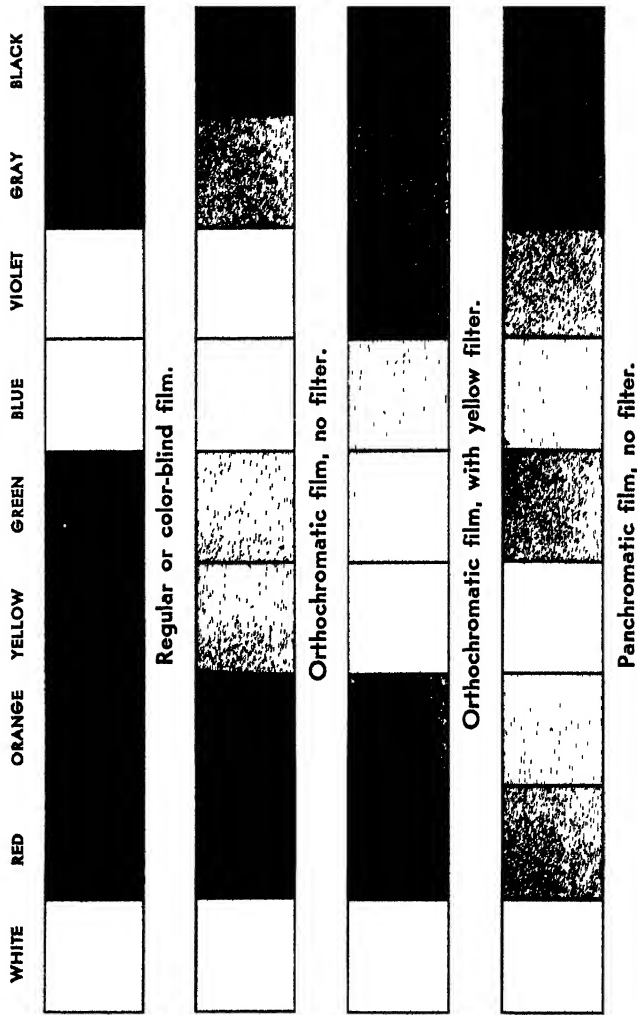 WHITE RED ORANGE YELLOW GREEN BLUE VIOLET GRAY BLACK
Regular or color-blind film.
Orthochromatic film, no filter.
Orthochromatic film, with yellow filter.
Panchromatic film, no filter.